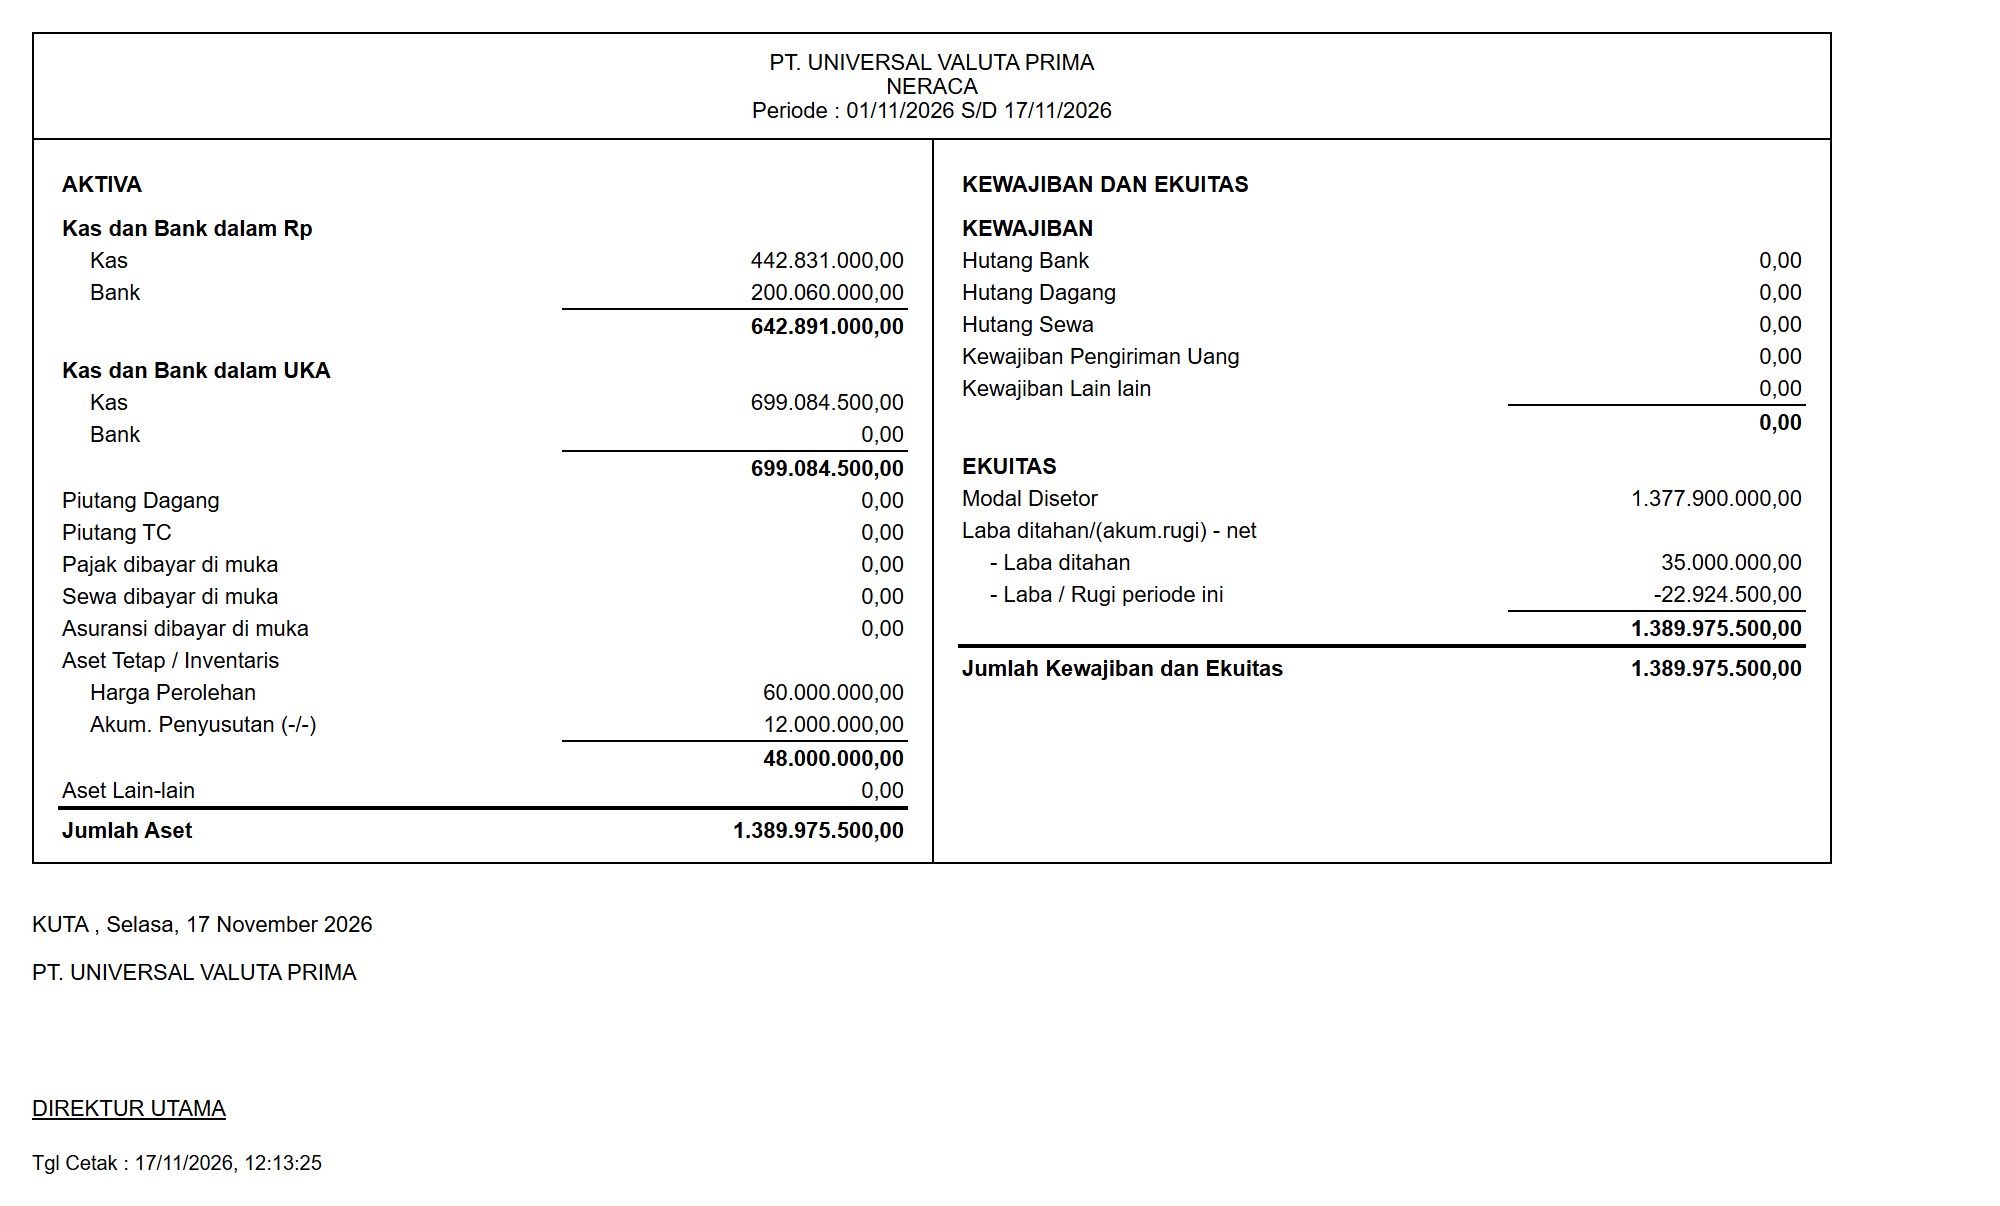 PT. UNIVERSAL VALUTA PRIMA
NERACA
Periode : 01/11/2026 S/D 17/11/2026
AKTIVA
Kas dan Bank dalam Rp
Kas 442.831.000,00
Bank 200.060.000,00
642.891.000,00
Kas dan Bank dalam UKA
Kas 699.084.500,00
Bank 0,00
699.084.500,00
Piutang Dagang 0,00
Piutang TC 0,00
Pajak dibayar di muka 0,00
Sewa dibayar di muka 0,00
Asuransi dibayar di muka 0,00
Aset Tetap / Inventaris
Harga Perolehan 60.000.000,00
Akum. Penyusutan (-/-) 12.000.000,00
48.000.000,00
Aset Lain-lain 0,00
Jumlah Aset 1.389.975.500,00
KEWAJIBAN DAN EKUITAS
KEWAJIBAN
Hutang Bank 0,00
Hutang Dagang 0,00
Hutang Sewa 0,00
Kewajiban Pengiriman Uang 0,00
Kewajiban Lain lain 0,00
0,00
EKUITAS
Modal Disetor 1.377.900.000,00
Laba ditahan/(akum.rugi) - net
- Laba ditahan 35.000.000,00
- Laba / Rugi periode ini -22.924.500,00
1.389.975.500,00
Jumlah Kewajiban dan Ekuitas 1.389.975.500,00
KUTA , Selasa, 17 November 2026
PT. UNIVERSAL VALUTA PRIMA
DIREKTUR UTAMA
Tgl Cetak : 17/11/2026, 12:13:25